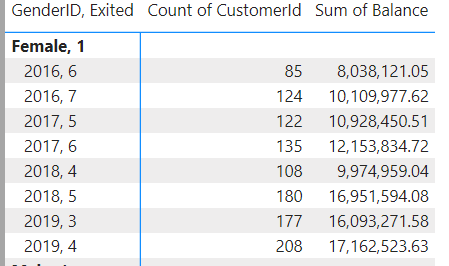 GenderID, Exited Count of CustomerId Sum of Balance
Female, 1
2016, 6 85 8,038,121.05
2016, 7 124 10,109,977.62
2017, 5 122 10,928,450.51
2017, 6 135 12,153,834.72
2018, 4 108 9,974,959.04
2018, 5 180 16,951,594.08
2019, 3 177 16,093,271.58
2019, 4 208 17,162,523.63